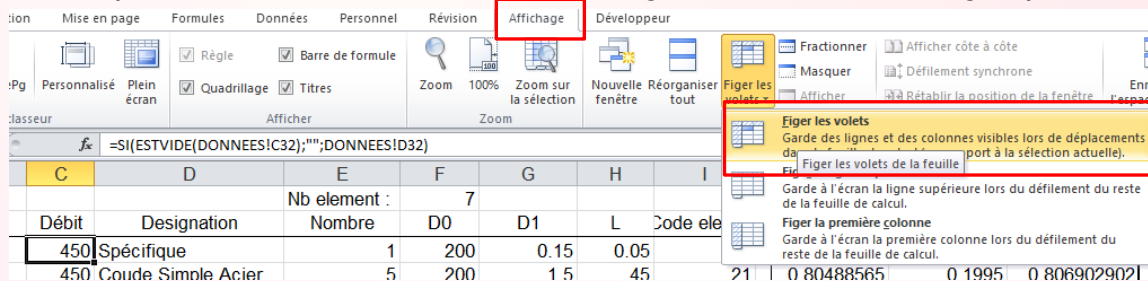 Mise en page Formules Données Personnel Révision Affichage Développeur
Personnalisé Plein écran
Règle Barre de formule
Quadrillage Titres
Afficher
Zoom 100% Zoom sur la sélection
Zoom
Nouvelle fenêtre Réorganiser tout Figer les volets
Fractionner Afficher côte à côte
Masquer Défilement synchrone
Afficher Rétablir la position de la fenêtre
Figer les volets
Garde des lignes et des colonnes visibles lors de déplacements
port à la sélection actuelle).
Figer les volets de la feuille
Garde à l'écran la ligne supérieure lors du défilement du reste
de la feuille de calcul.
Figer la première colonne
Garde à l'écran la première colonne lors du défilement du
reste de la feuille de calcul.
fx =SI(ESTVIDE(DONNEES!C32);"";DONNEES!D32)
C D E F G H I
Nb element : 7
Débit Designation Nombre D0 D1 L Code ele
450 Spécifique 1 200 0.15 0.05
450 Coude Simple Acier 5 200 1.5 45 21 0.80488565 0.1995 0.806902902